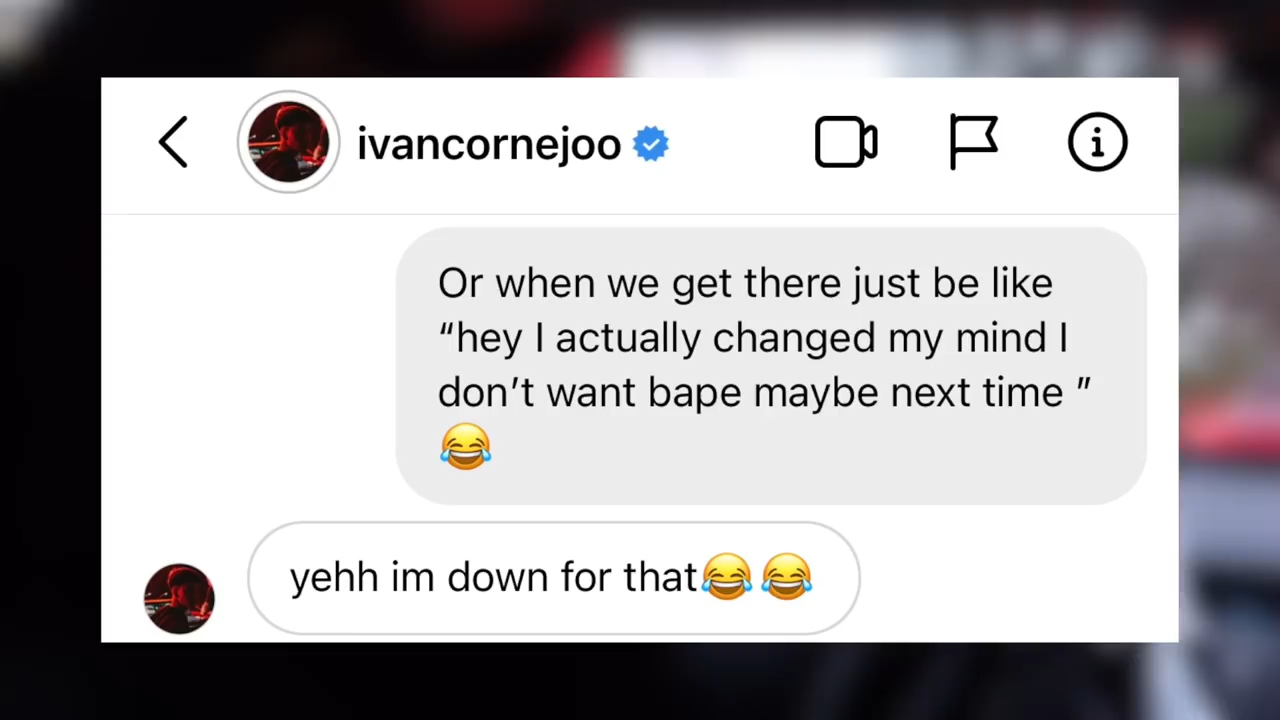 ivancornejoo
Or when we get there just be like
“hey I actually changed my mind I
don’t want bape maybe next time ”
😂
yehh im down for that😂😂